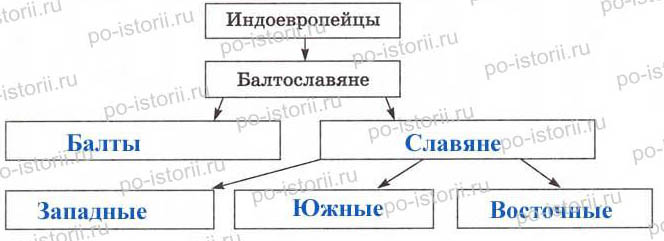 Индоевропейцы
Балтославяне
Балты
Славяне
Западные
Южные
Восточные
po-istorii.ru